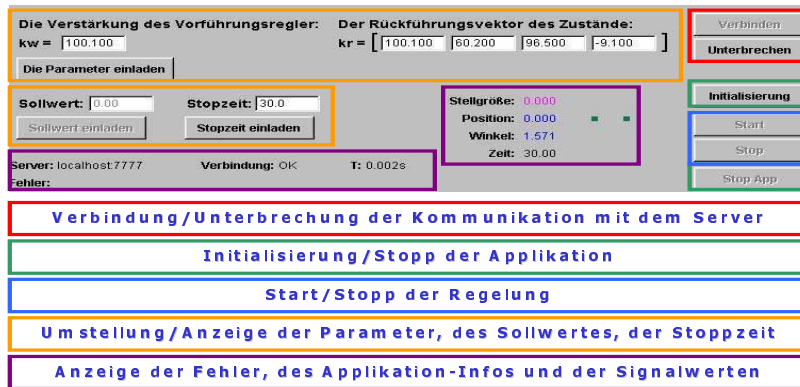 Die Verstärkung des Vorführungsregler: Der Rückführungsvektor des Zustände: Verbinden
kw = 100.100 kr = [ 100.100 60.200 96.500 -9.100 ] Unterbrechen
Die Parameter einladen
Sollwert: 0.00 Stopzeit: 30.0 Stellgröße: 0.000 Initialisierung
Position: 0.000
Sollwert einladen Stopzeit einladen Winkel: 1.571 Start
Zeit: 30.00 Stop
Server: localhost:7777 Verbindung: OK T: 0.002s
Fehler: Stop App
Verbindung/Unterbrechung der Kommunikation mit dem Server
Initialisierung/Stopp der Applikation
Start/Stopp der Regelung
Umstellung/Anzeige der Parameter, des Sollwertes, der Stoppzeit
Anzeige der Fehler, des Applikation-Infos und der Signalwerten